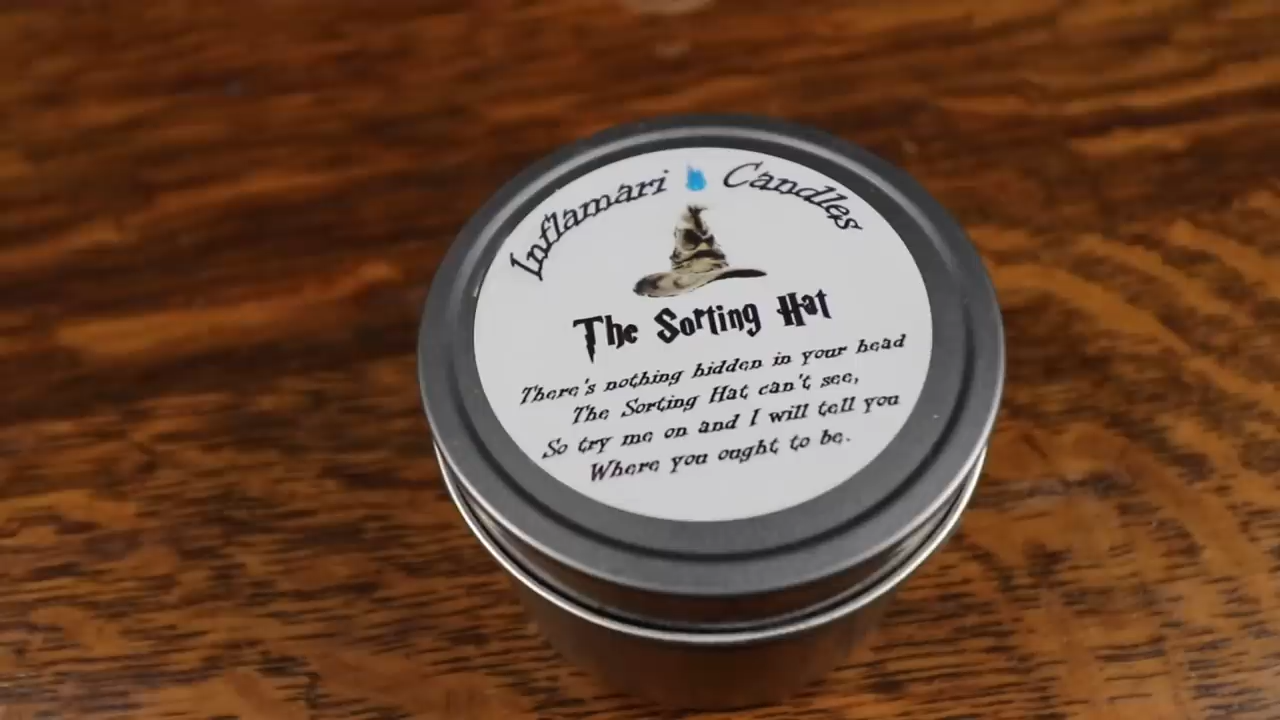 Inflamari Candles
The Sorting Hat
There's nothing hidden in your head
The Sorting Hat can't see,
So try me on and I will tell you
Where you ought to be.